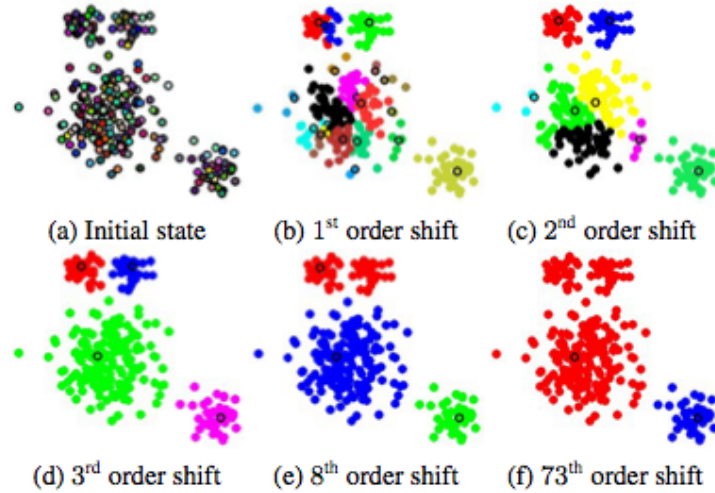 (a) Initial state
(b) 1st order shift
(c) 2nd order shift
(d) 3rd order shift
(e) 8th order shift
(f) 73th order shift